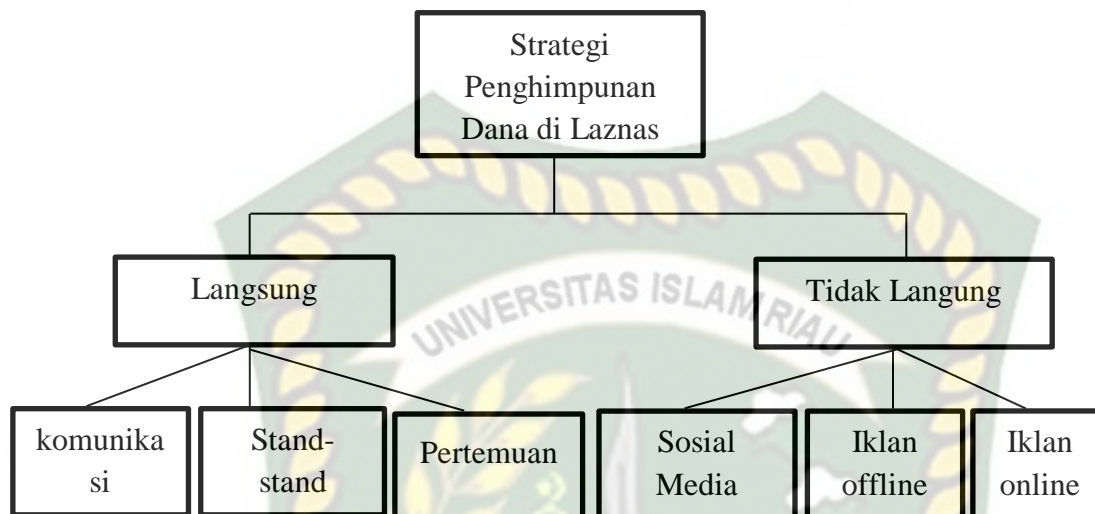 Strategi
Penghimpunan
Dana di Laznas
Langsung
Tidak Langung
UNIVERSITAS ISLAM RIAU
komunika
si
Stand-
stand
Pertemuan
Sosial
Media
Iklan
offline
Iklan
online